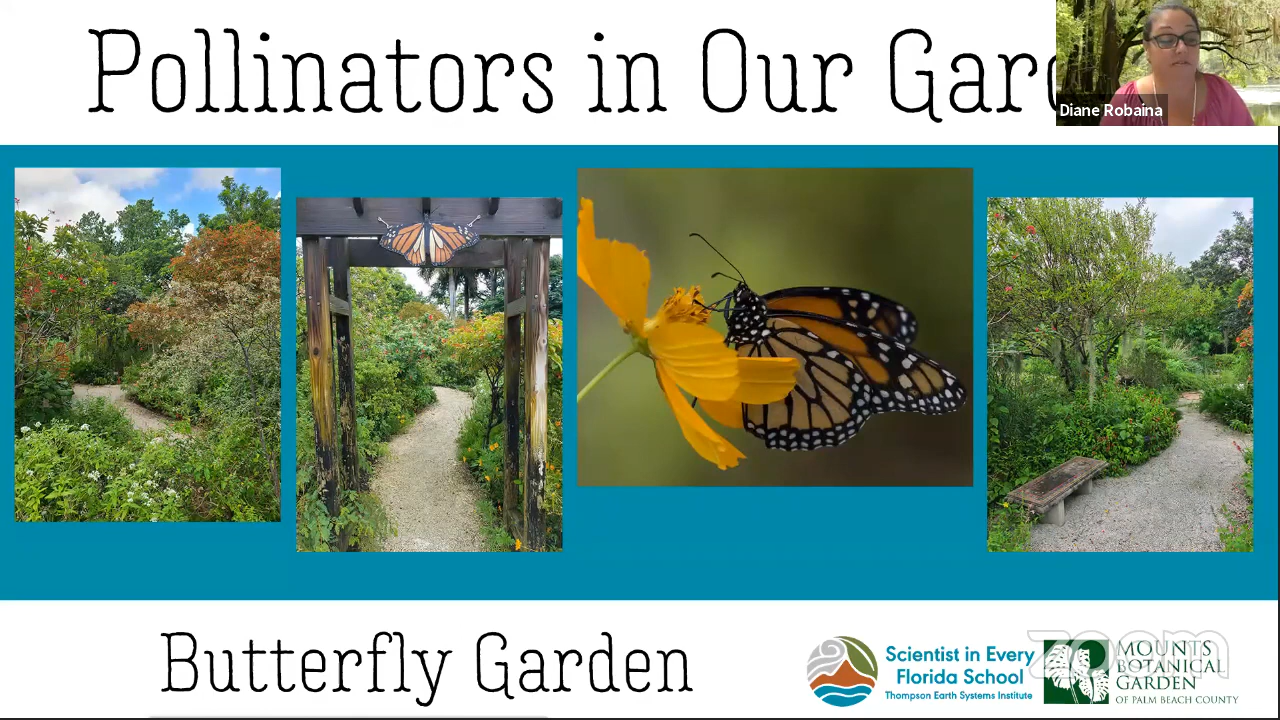 Pollinators in Our Gar
Diane Robaina
Butterfly Garden
Scientist in Every
Florida School
Thompson Earth Systems Institute
zoom
MOUNTS
BOTANICAL
GARDEN
OF PALM BEACH COUNTY